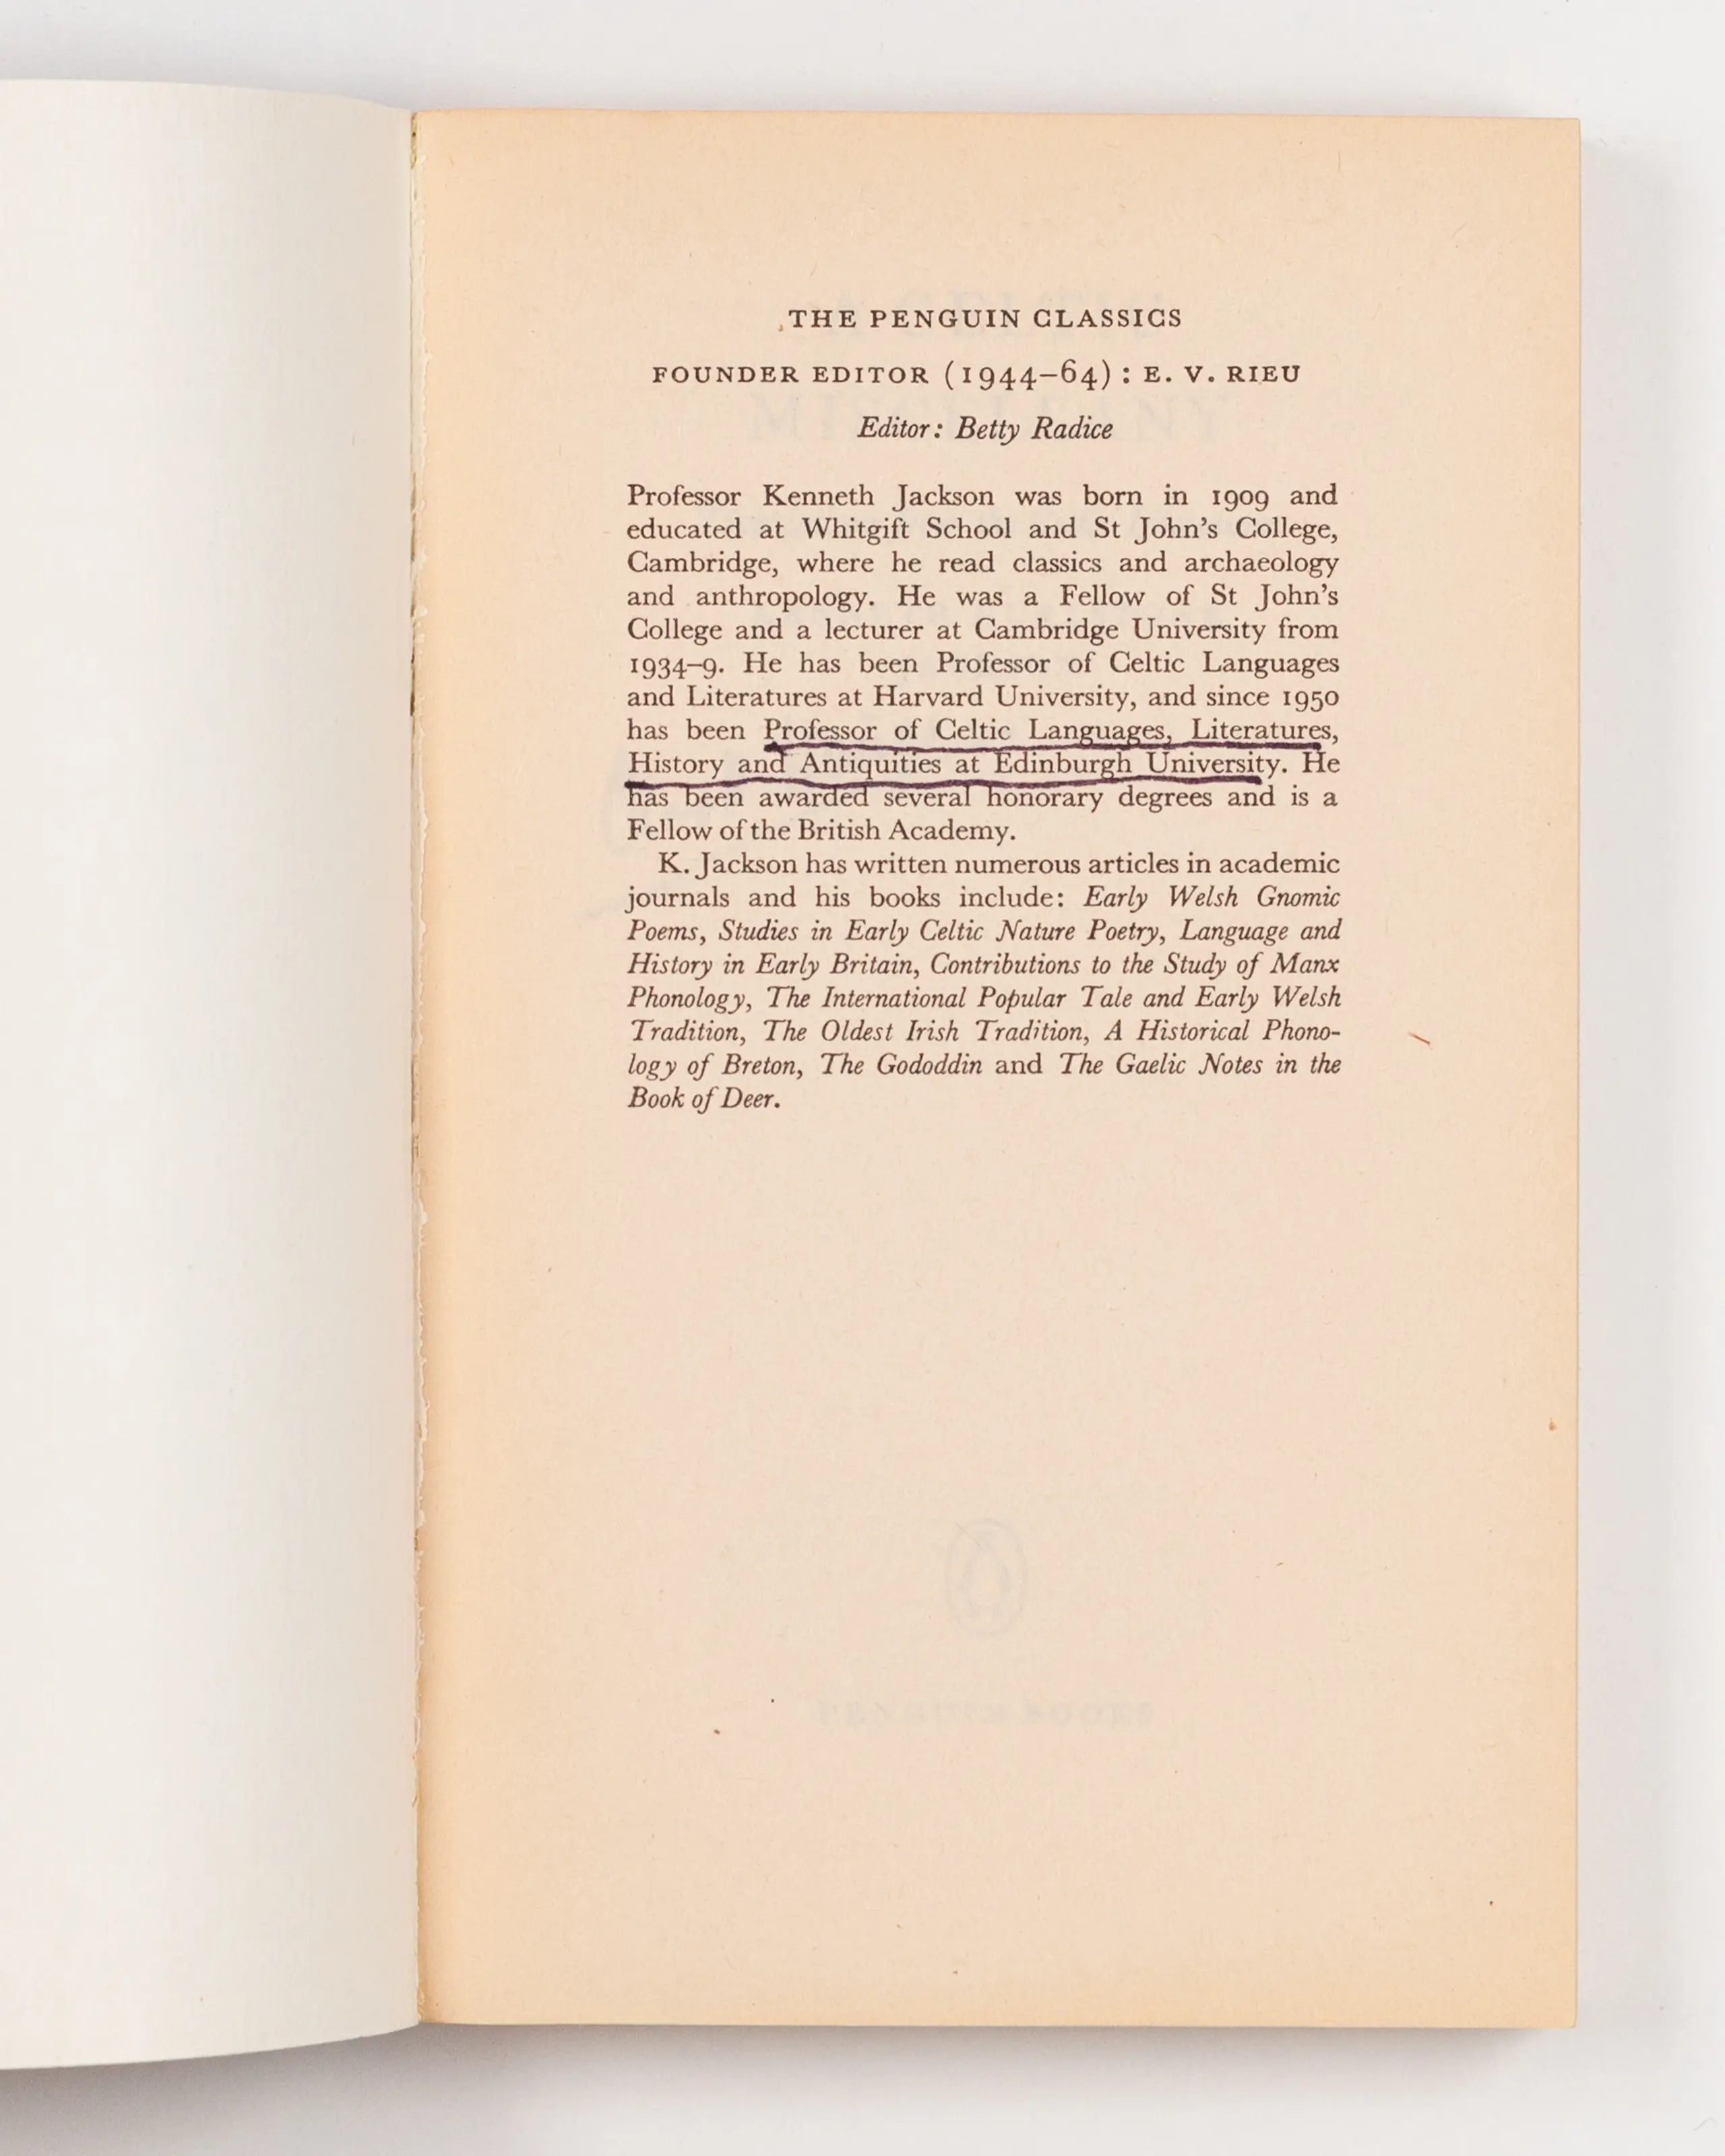 THE PENGUIN CLASSICS
FOUNDER EDITOR (1944–64): E. V. RIEU
Editor: Betty Radice
Professor Kenneth Jackson was born in 1909 and
educated at Whitgift School and St John's College,
Cambridge, where he read classics and archaeology
and anthropology. He was a Fellow of St John's
College and a lecturer at Cambridge University from
1934–9. He has been Professor of Celtic Languages
and Literatures at Harvard University, and since 1950
has been Professor of Celtic Languages, Literatures,
History and Antiquities at Edinburgh University. He
has been awarded several honorary degrees and is a
Fellow of the British Academy.
K. Jackson has written numerous articles in academic
journals and his books include: Early Welsh Gnomic
Poems, Studies in Early Celtic Nature Poetry, Language and
History in Early Britain, Contributions to the Study of Manx
Phonology, The International Popular Tale and Early Welsh
Tradition, The Oldest Irish Tradition, A Historical Phono-
logy of Breton, The Gododdin and The Gaelic Notes in the
Book of Deer.